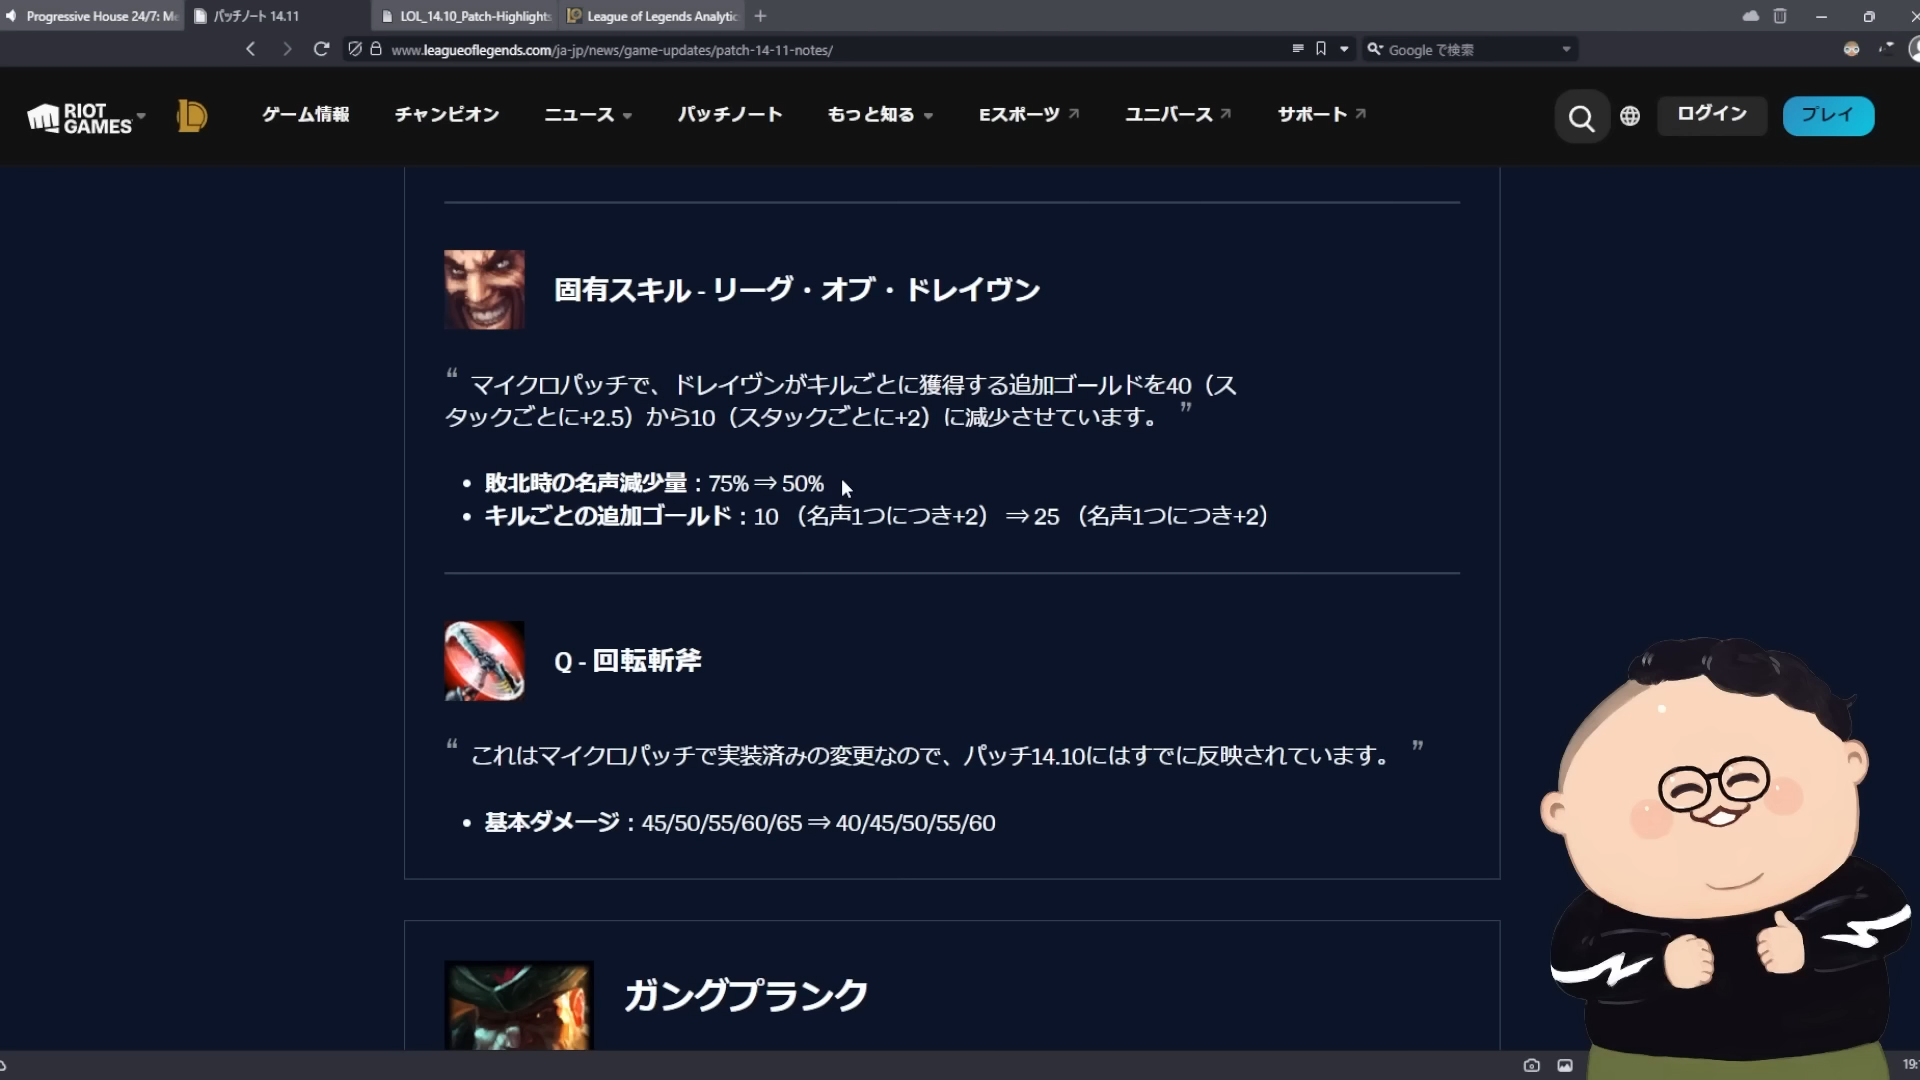 Progressive House 24/7: Me
パッチノート 14.11
LOL_14.10_Patch-Highlights
League of Legends Analytic
www.leagueoflegends.com/ja-jp/news/game-updates/patch-14-11-notes/
Google で検索
RIOT GAMES
ゲーム情報
チャンピオン
ニュース
パッチノート
もっと知る
Eスポーツ
ユニバース
サポート
ログイン
プレイ
固有スキル - リーグ・オブ・ドレイヴン
“ マイクロパッチで、ドレイヴンがキルごとに獲得する追加ゴールドを40（ス
タックごとに+2.5）から10（スタックごとに+2）に減少させています。 ”
• 敗北時の名声減少量：75% ⇒ 50%
• キルごとの追加ゴールド：10 （名声1つにつき+2） ⇒ 25 （名声1つにつき+2）
Q - 回転斬斧
“ これはマイクロパッチで実装済みの変更なので、パッチ14.10にはすでに反映されています。 ”
• 基本ダメージ：45/50/55/60/65 ⇒ 40/45/50/55/60
ガングプランク
19: